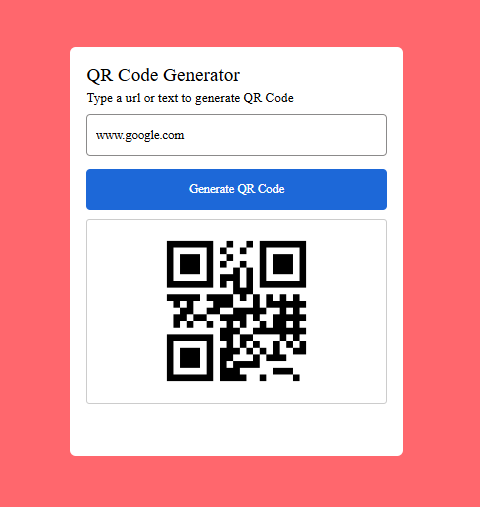 QR Code Generator
Type a url or text to generate QR Code
www.google.com
Generate QR Code